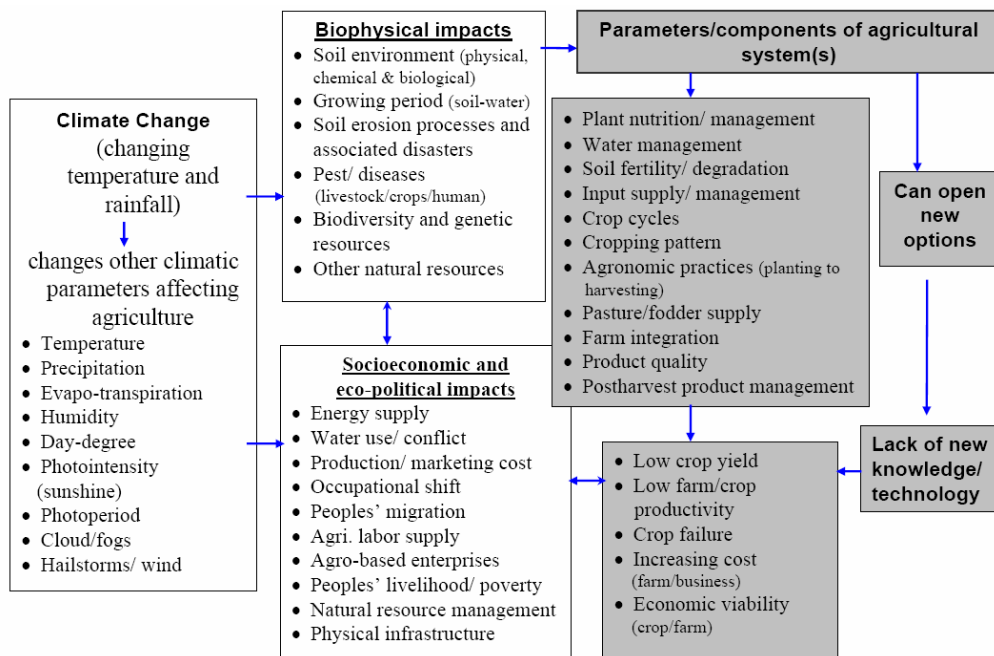 Climate Change
(changing
temperature and
rainfall)
changes other climatic
parameters affecting
agriculture
• Temperature
• Precipitation
• Evapo-transpiration
• Humidity
• Day-degree
• Photointensity
(sunshine)
• Photoperiod
• Cloud/fogs
• Hailstorms/ wind
Biophysical impacts
• Soil environment (physical,
chemical & biological)
• Growing period (soil-water)
• Soil erosion processes and
associated disasters
• Pest/ diseases
(livestock/crops/human)
• Biodiversity and genetic
resources
• Other natural resources
Socioeconomic and
eco-political impacts
• Energy supply
• Water use/ conflict
• Production/ marketing cost
• Occupational shift
• Peoples’ migration
• Agri. labor supply
• Agro-based enterprises
• Peoples’ livelihood/ poverty
• Natural resource management
• Physical infrastructure
Parameters/components of agricultural
system(s)
• Plant nutrition/ management
• Water management
• Soil fertility/ degradation
• Input supply/ management
• Crop cycles
• Cropping pattern
• Agronomic practices (planting to
harvesting)
• Pasture/fodder supply
• Farm integration
• Product quality
• Postharvest product management
Can open
new
options
Lack of new
knowledge/
technology
• Low crop yield
• Low farm/crop
productivity
• Crop failure
• Increasing cost
(farm/business)
• Economic viability
(crop/farm)